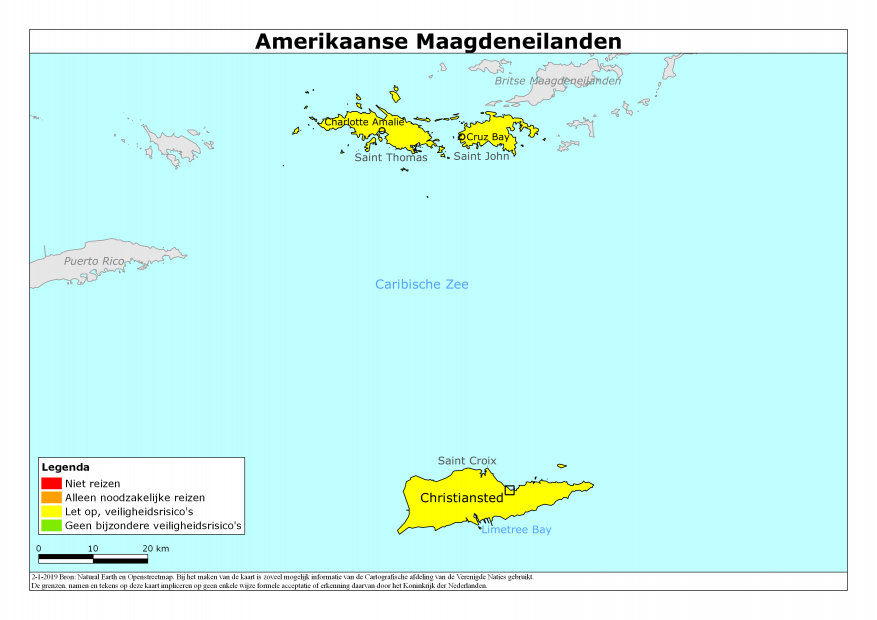 Amerikaanse Maagdeneilanden
Britse Maagdeneilanden
Charlotte Amalie
Cruz Bay
Saint Thomas
Saint John
Puerto Rico
Caribische Zee
Saint Croix
Christiansted
Limetree Bay
Legenda
Niet reizen
Alleen noodzakelijke reizen
Let op, veiligheidsrisico's
Geen bijzondere veiligheidsrisico's
0 10 20 km
2-1-2019 Bron: Natural Earth en Openstreetmap. Bij het maken van de kaart is zoveel mogelijk informatie van de Cartografische afdeling van de Verenigde Naties gebruikt.
De grenzen, namen en tekens op deze kaart impliceren op geen enkele wijze formele acceptatie of erkenning daarvan door het Koninkrijk der Nederlanden.